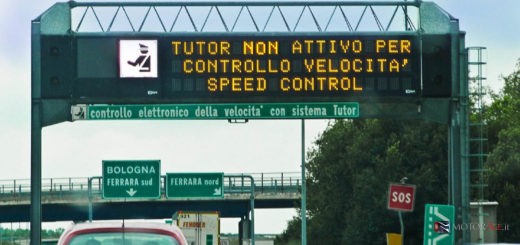 TUTOR NON ATTIVO PER
CONTROLLO VELOCITA'
SPEED CONTROL
controllo elettronico della velocita' con sistema Tutor
BOLOGNA
FERRARA sud
FERRARA nord
SOS